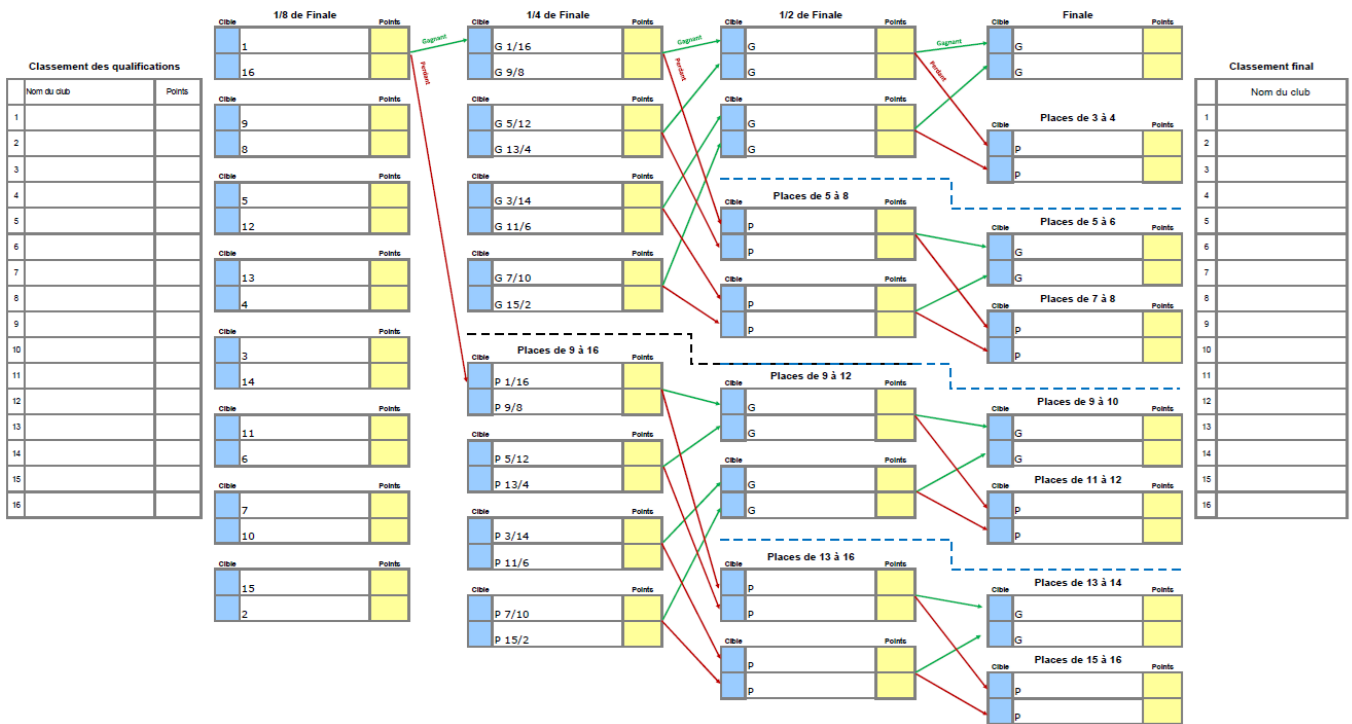 Classement des qualifications
Nom du club Points
1
2
3
4
5
6
7
8
9
10
11
12
13
14
15
16
1/8 de Finale
Cible Points
1
16
Cible Points
9
8
Cible Points
5
12
Cible Points
13
4
Cible Points
3
14
Cible Points
11
6
Cible Points
7
10
Cible Points
15
2
Gagnant
Perdant
1/4 de Finale
Cible Points
G 1/16
G 9/8
Cible Points
G 5/12
G 13/4
Cible Points
G 3/14
G 11/6
Cible Points
G 7/10
G 15/2
Places de 9 à 16
Cible Points
P 1/16
P 9/8
Cible Points
P 5/12
P 13/4
Cible Points
P 3/14
P 11/6
Cible Points
P 7/10
P 15/2
Gagnant
Perdant
1/2 de Finale
Cible Points
G
G
Cible Points
G
G
Places de 5 à 8
Cible Points
P
P
Cible Points
P
P
Places de 9 à 12
Cible Points
G
G
Cible Points
G
G
Places de 13 à 16
Cible Points
P
P
Cible Points
P
P
Gagnant
Perdant
Finale
Cible Points
G
G
Places de 3 à 4
Cible Points
P
P
Places de 5 à 6
Cible Points
G
G
Places de 7 à 8
Cible Points
P
P
Places de 9 à 10
Cible Points
G
G
Places de 11 à 12
Cible Points
P
P
Places de 13 à 14
Cible Points
G
G
Places de 15 à 16
Cible Points
P
P
Classement final
Nom du club
1
2
3
4
5
6
7
8
9
10
11
12
13
14
15
16